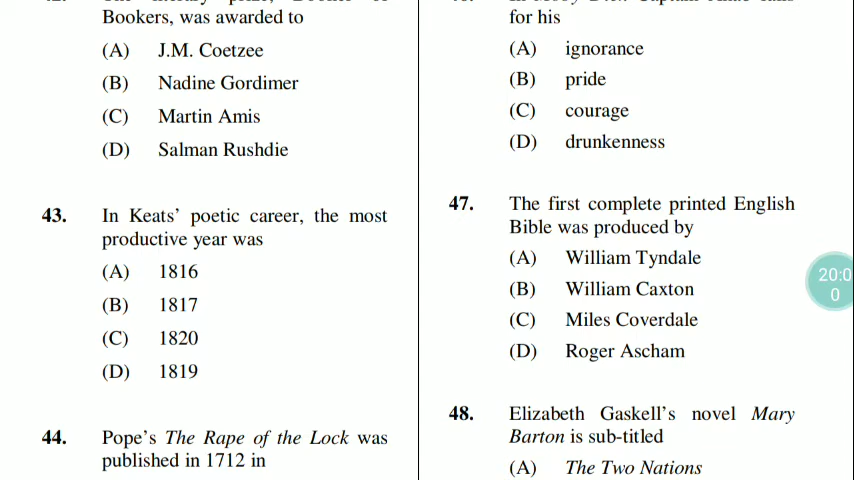 Bookers, was awarded to
(A) J.M. Coetzee
(B) Nadine Gordimer
(C) Martin Amis
(D) Salman Rushdie
43. In Keats' poetic career, the most
productive year was
(A) 1816
(B) 1817
(C) 1820
(D) 1819
44. Pope's The Rape of the Lock was
published in 1712 in
for his
(A) ignorance
(B) pride
(C) courage
(D) drunkenness
47. The first complete printed English
Bible was produced by
(A) William Tyndale
(B) William Caxton
(C) Miles Coverdale
(D) Roger Ascham
48. Elizabeth Gaskell's novel Mary
Barton is sub-titled
(A) The Two Nations
20:0
0